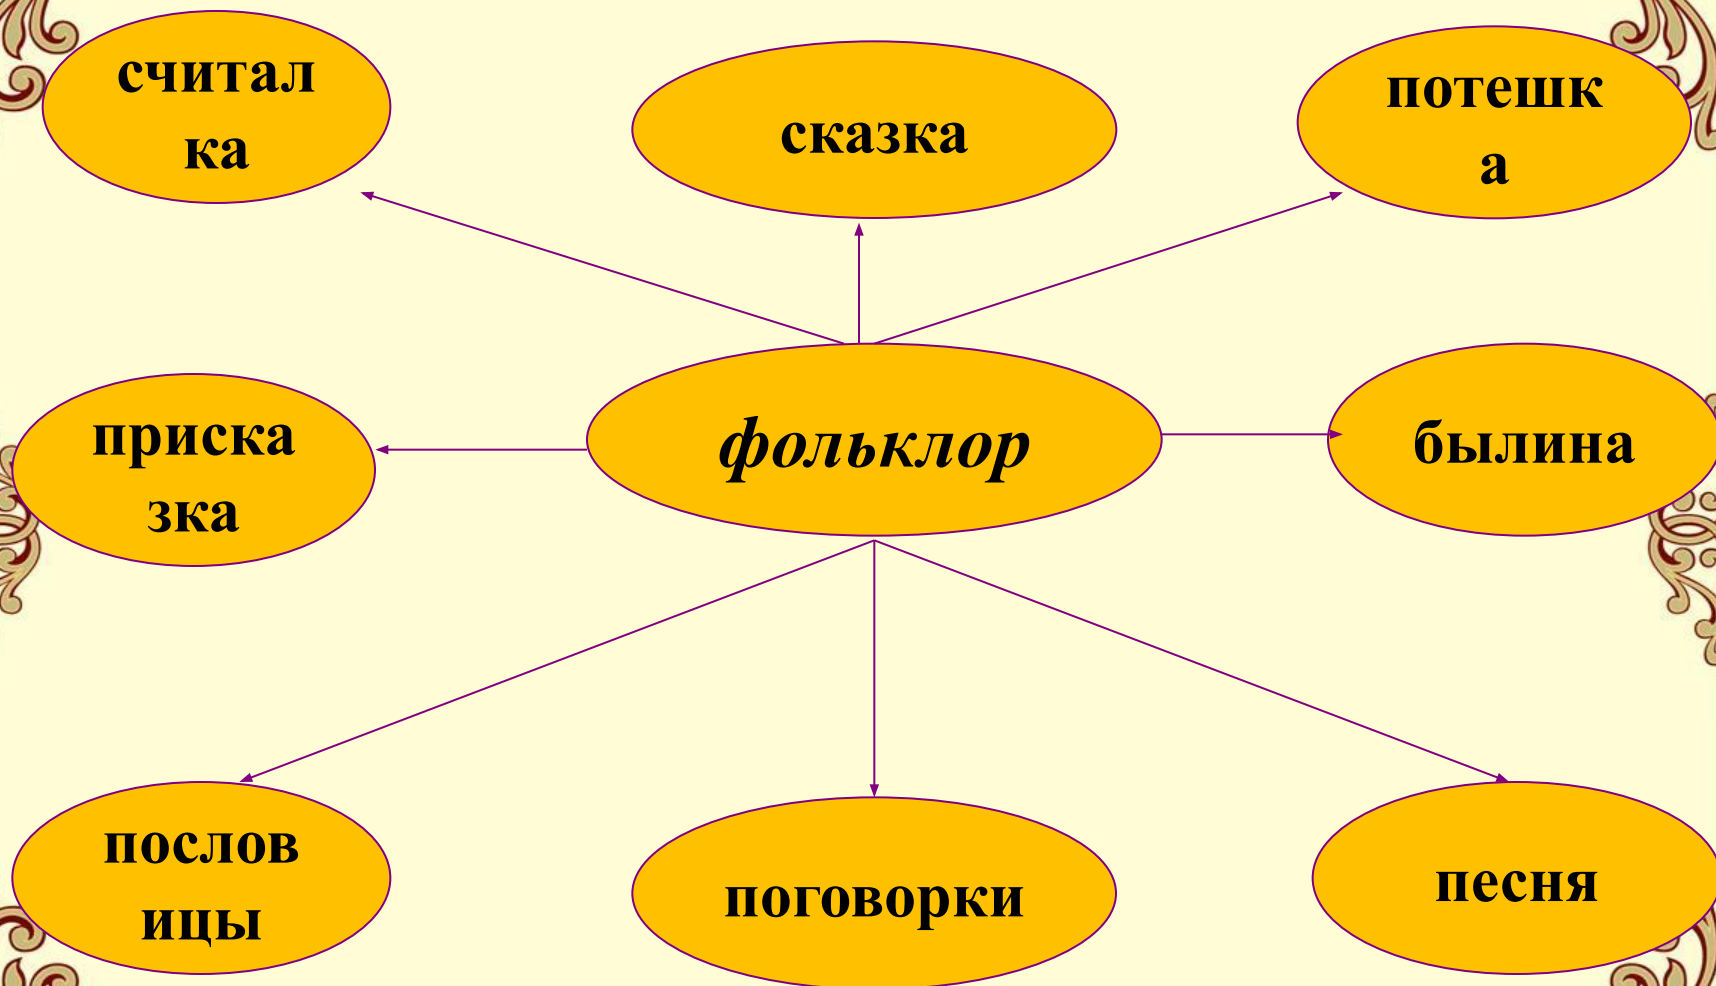 считал
ка
сказка
потешк
а
приска
зка
фольклор
былина
послов
ицы
поговорки
песня